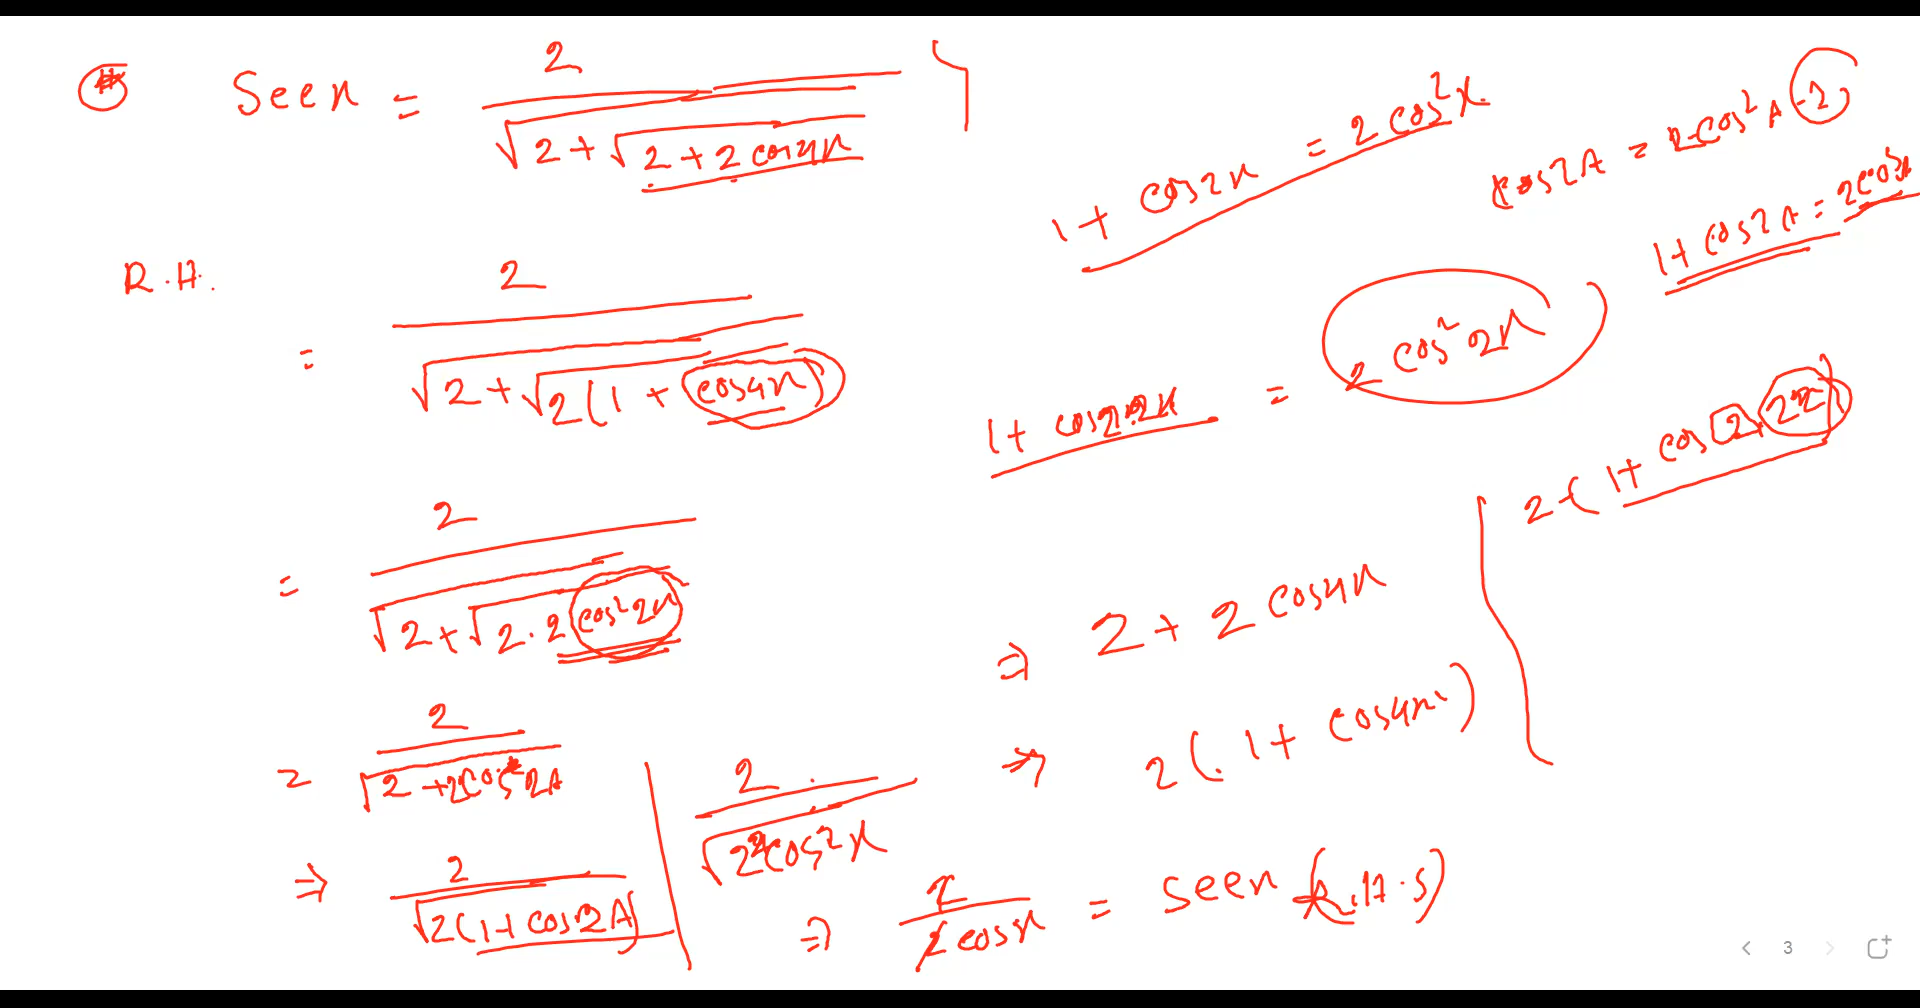 # Seen = 2/√(2+√(2+2cos4x))
1+cos2x = 2cos²x
cos2A = 2cos²A-1
1+cos2A = 2cos²A
R.H.
= 2/√(2+√(2(1+cos4x)))
1+cos2.2x = 2cos²2x
2(1+cos2.2x)
= 2/√(2+√(2.2cos²2x))
⇒ 2+2cos4x
= 2/√(2+2cos2A)
⇒ 2(1+cos4x)
⇒ 2/√(2(1+cos2A))
2/√(2²cos²x)
⇒ 2/2cosx = seen (R.H.S)
3